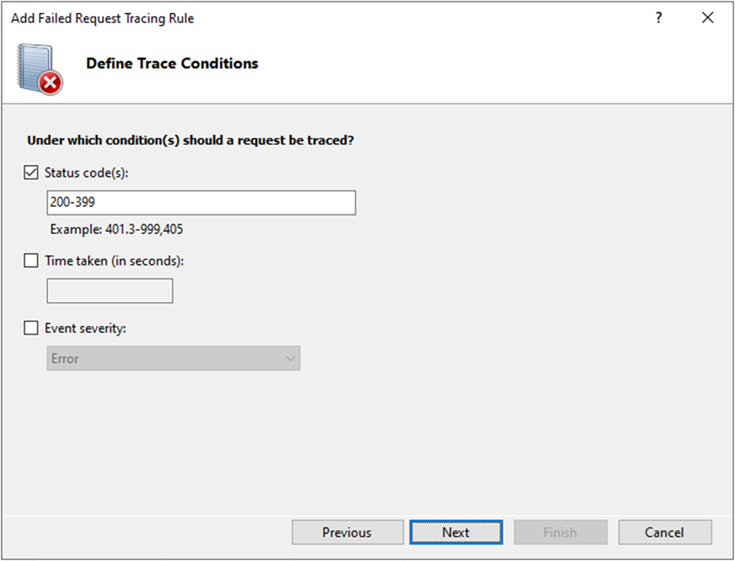 Add Failed Request Tracing Rule
?
Define Trace Conditions
Under which condition(s) should a request be traced?
Status code(s):
200-399
Example: 401.3-999,405
Time taken (in seconds):
Event severity:
Error
Previous Next Finish Cancel